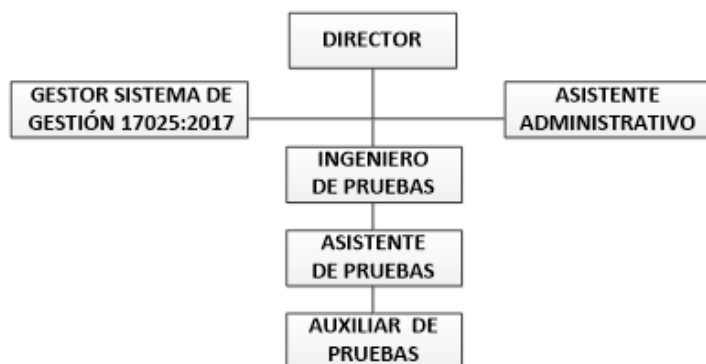 DIRECTOR
GESTOR SISTEMA DE
GESTIÓN 17025:2017
ASISTENTE
ADMINISTRATIVO
INGENIERO
DE PRUEBAS
ASISTENTE
DE PRUEBAS
AUXILIAR DE
PRUEBAS